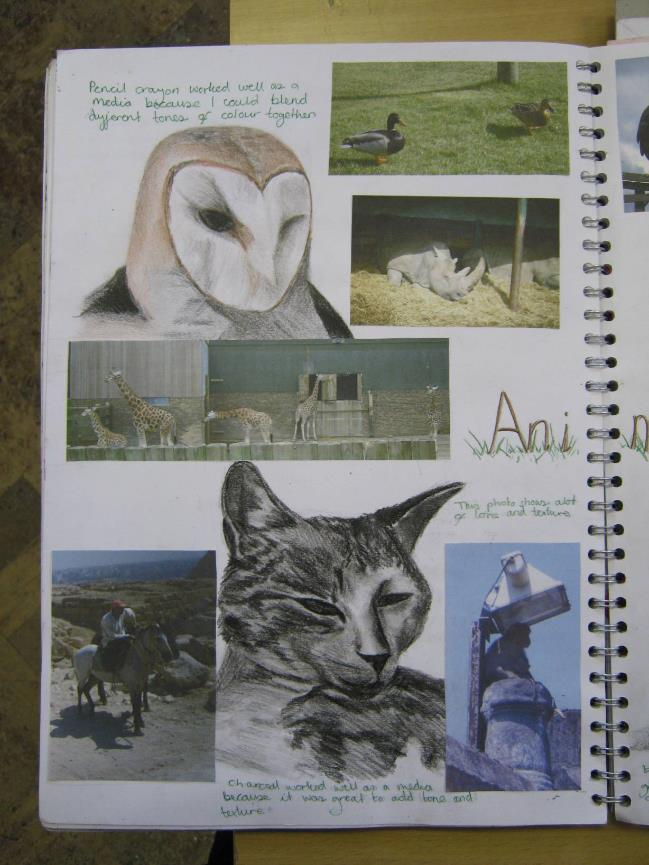 Pencil crayon worked well as a
media because I could blend
dyferent tones of colour together
Ani
This photo shows alot
of tone and texture
Charcoal worked well as a media
because it was great to add tone and
texture